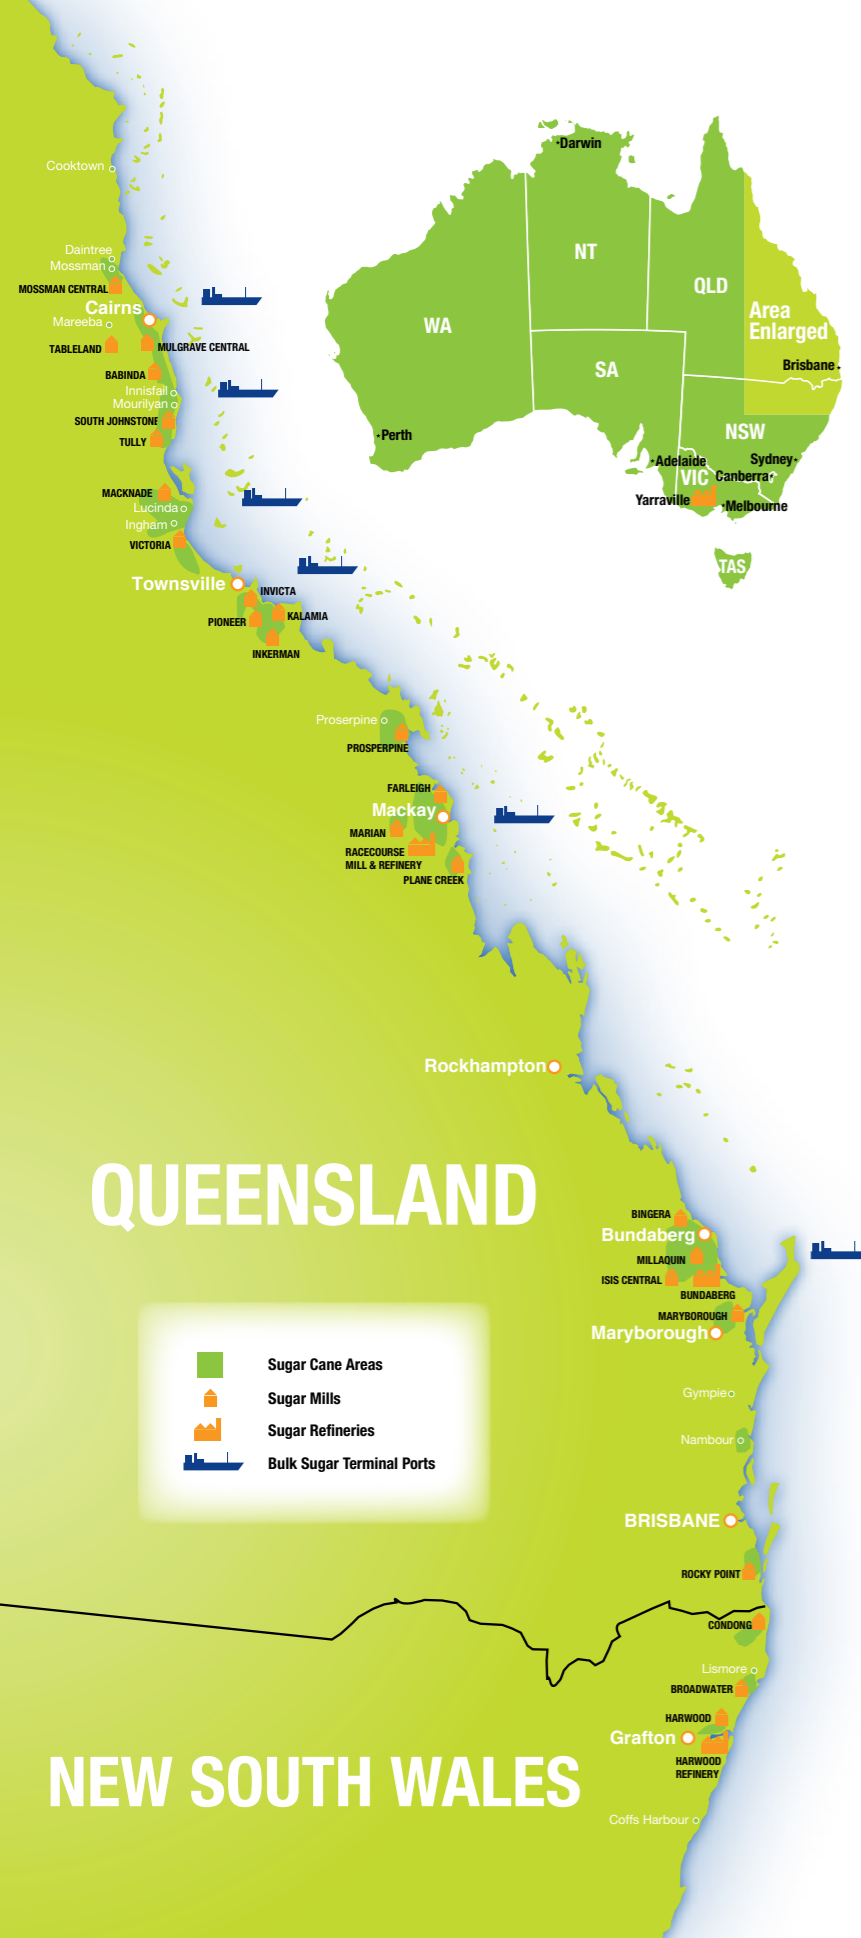 Cooktown
Daintree
Mossman
MOSSMAN CENTRAL
Cairns
Mareeba
TABLELAND
MULGRAVE CENTRAL
BABINDA
Innisfail
Mourilyan
SOUTH JOHNSTONE
TULLY
MACKNADE
Lucinda
Ingham
VICTORIA
Townsville
INVICTA
PIONEER
KALAMIA
INKERMAN
Darwin
NT
QLD
WA
Area
Enlarged
SA
Brisbane
NSW
Perth
Adelaide
Sydney
VIC
Canberra
Yarraville
Melbourne
TAS
Proserpine
PROSPERPINE
FARLEIGH
Mackay
MARIAN
RACECOURSE
MILL & REFINERY
PLANE CREEK
Rockhampton
QUEENSLAND
BINGERA
Bundaberg
MILLAQUIN
ISIS CENTRAL
BUNDABERG
MARYBOROUGH
Maryborough
Sugar Cane Areas
Sugar Mills
Sugar Refineries
Bulk Sugar Terminal Ports
Gympie
Nambour
BRISBANE
ROCKY POINT
CONDONG
Lismore
BROADWATER
HARWOOD
Grafton
HARWOOD
REFINERY
NEW SOUTH WALES
Coffs Harbour